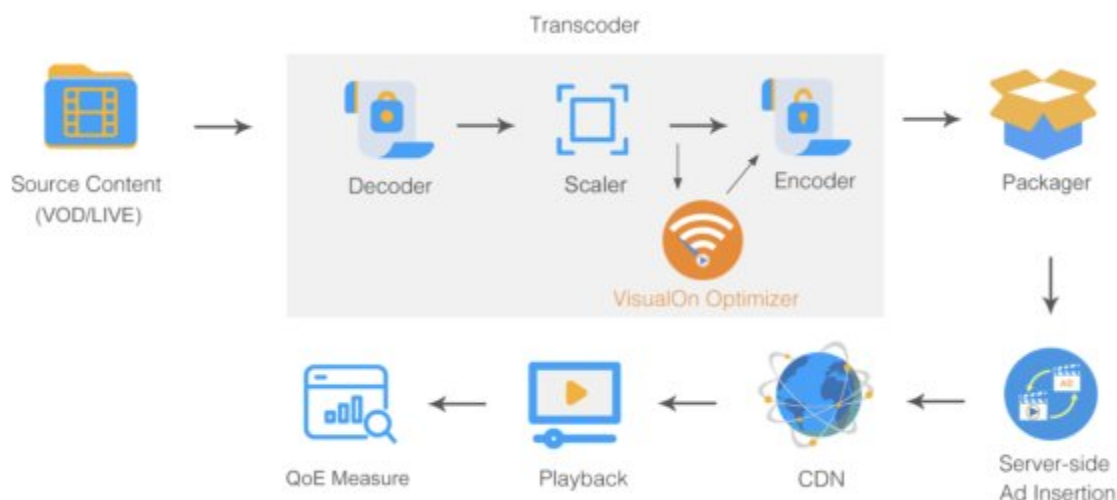 Transcoder
Source Content
(VOD/LIVE)
Decoder
Scaler
Encoder
Packager
VisualOn Optimizer
AD
QoE Measure
Playback
CDN
Server-side
Ad Insertion